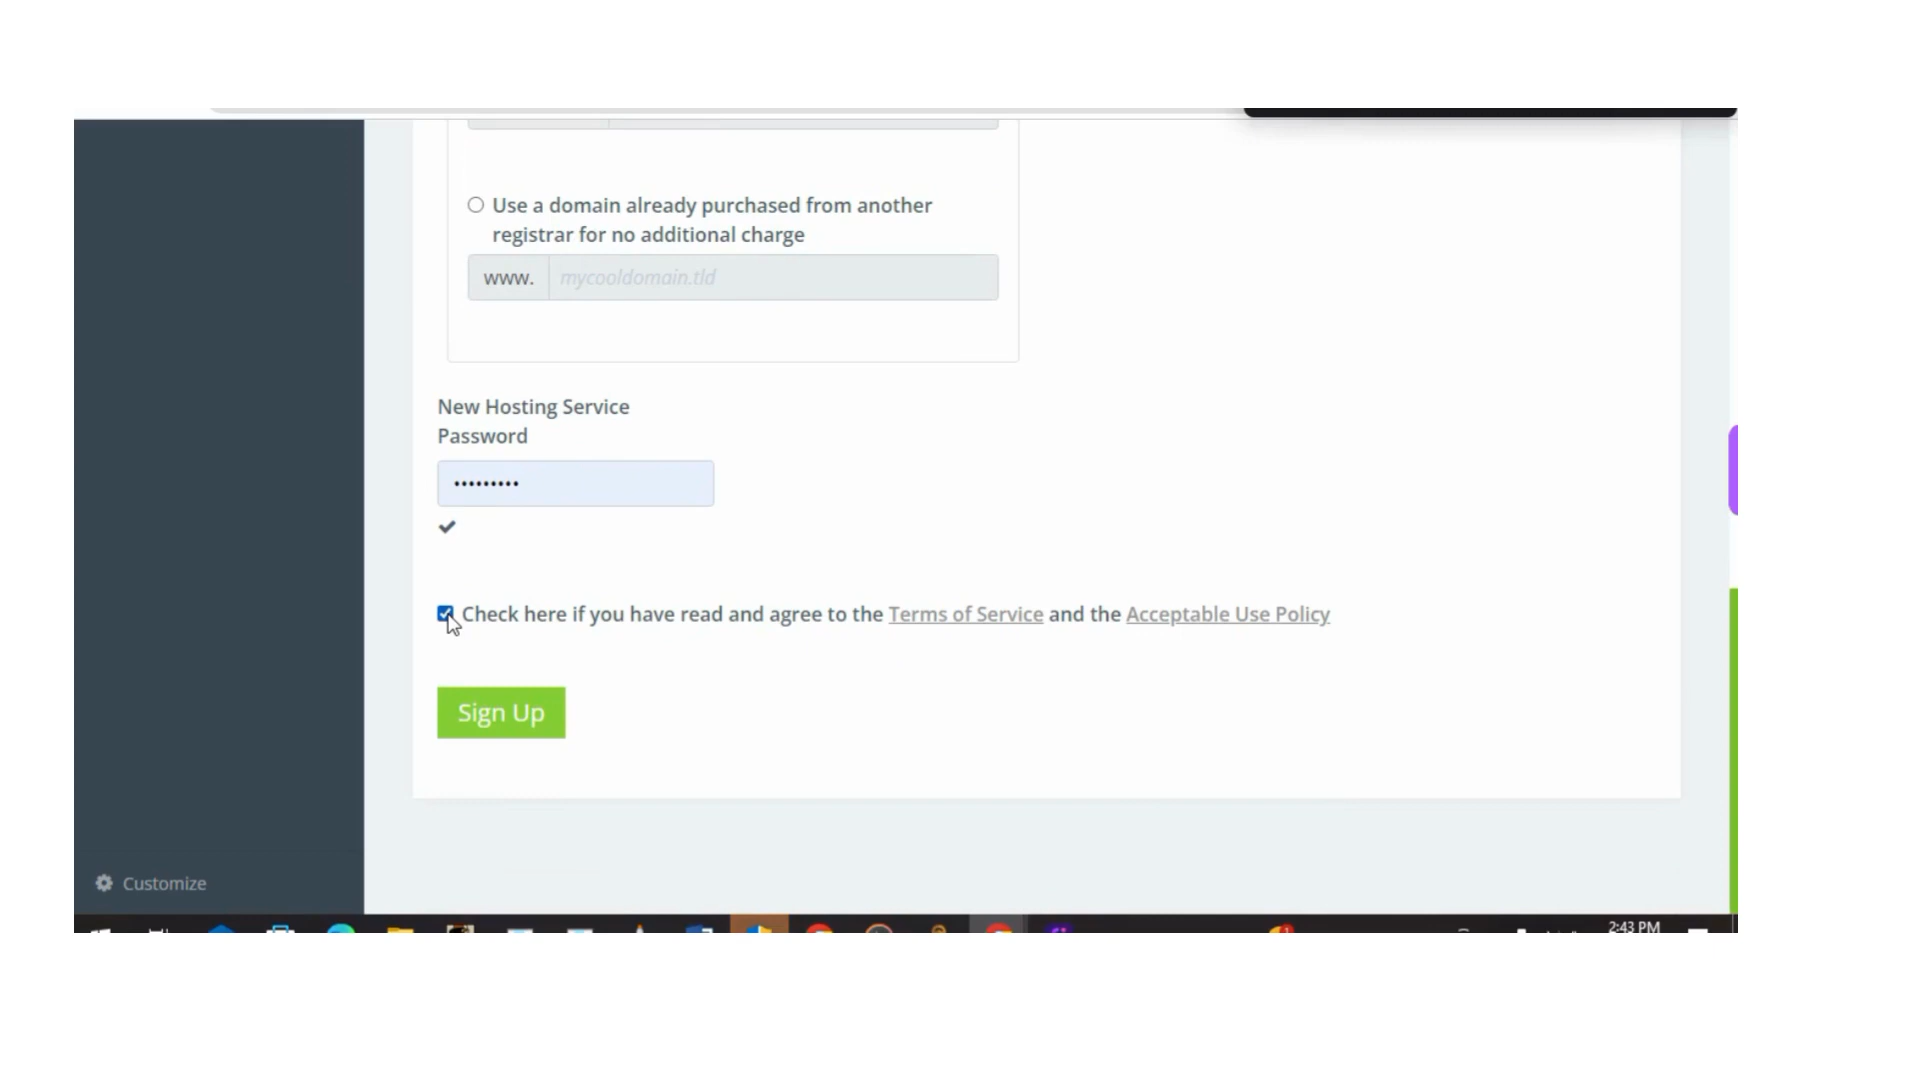 Use a domain already purchased from another
registrar for no additional charge
www. mycooldomain.tld
New Hosting Service
Password
•••••••••
Check here if you have read and agree to the Terms of Service and the Acceptable Use Policy
Sign Up
Customize
2:43 PM